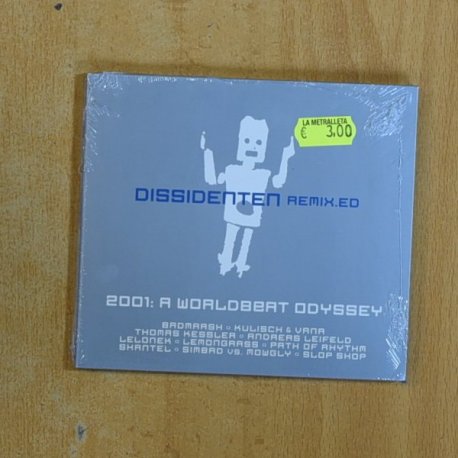 LA METRALLETA
€ 3.00
DISSIDENTEN REMIX.ED
2001: A WORLDBEAT ODYSSEY
BADMARSH ▫ KULISCH & VANA
THOMAS KESSLER ▫ ANDREAS LEIFELD
LELONEK ▫ LEMONGRASS ▫ PATH OF RHYTHM
SHANTEL ▫ SIMBAD VS. MOWGLY ▫ SLOP SHOP